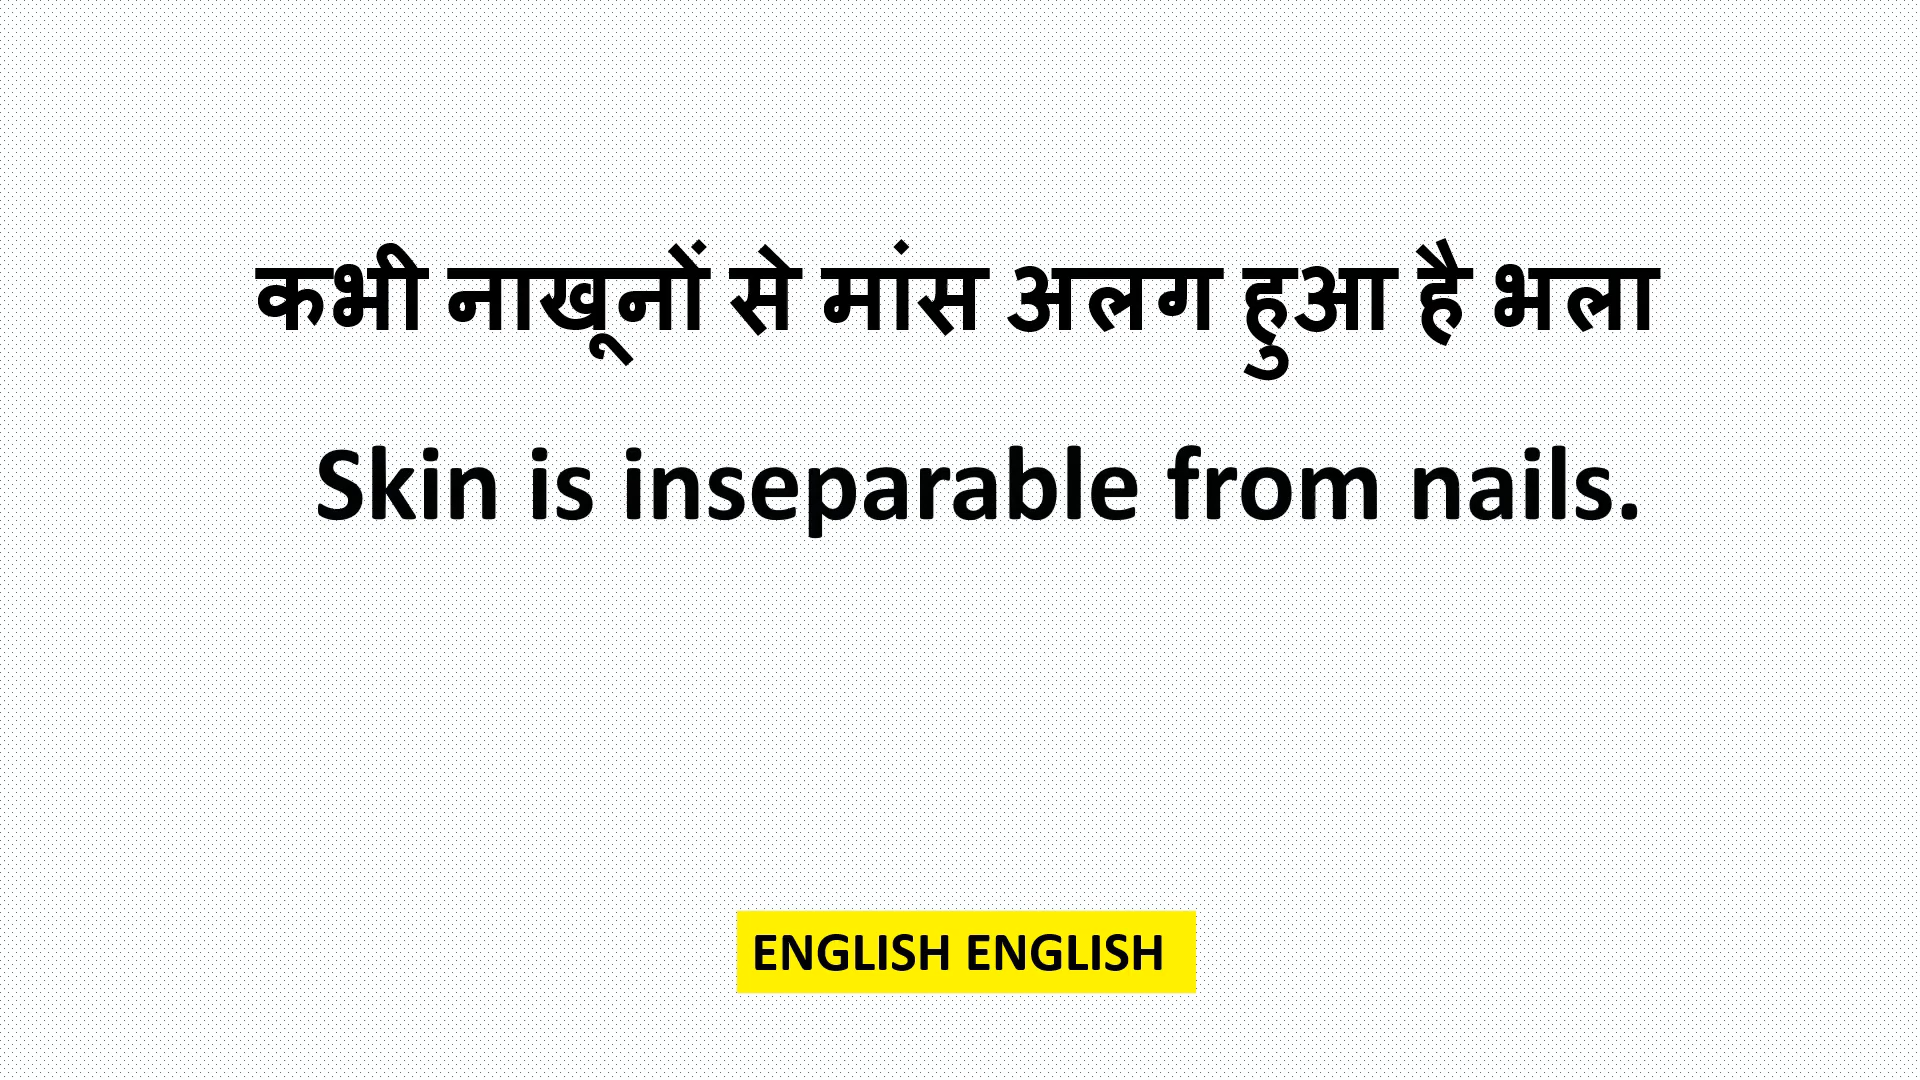 कभी नाखूनों से मांस अलग हुआ है भला
Skin is inseparable from nails.
ENGLISH ENGLISH